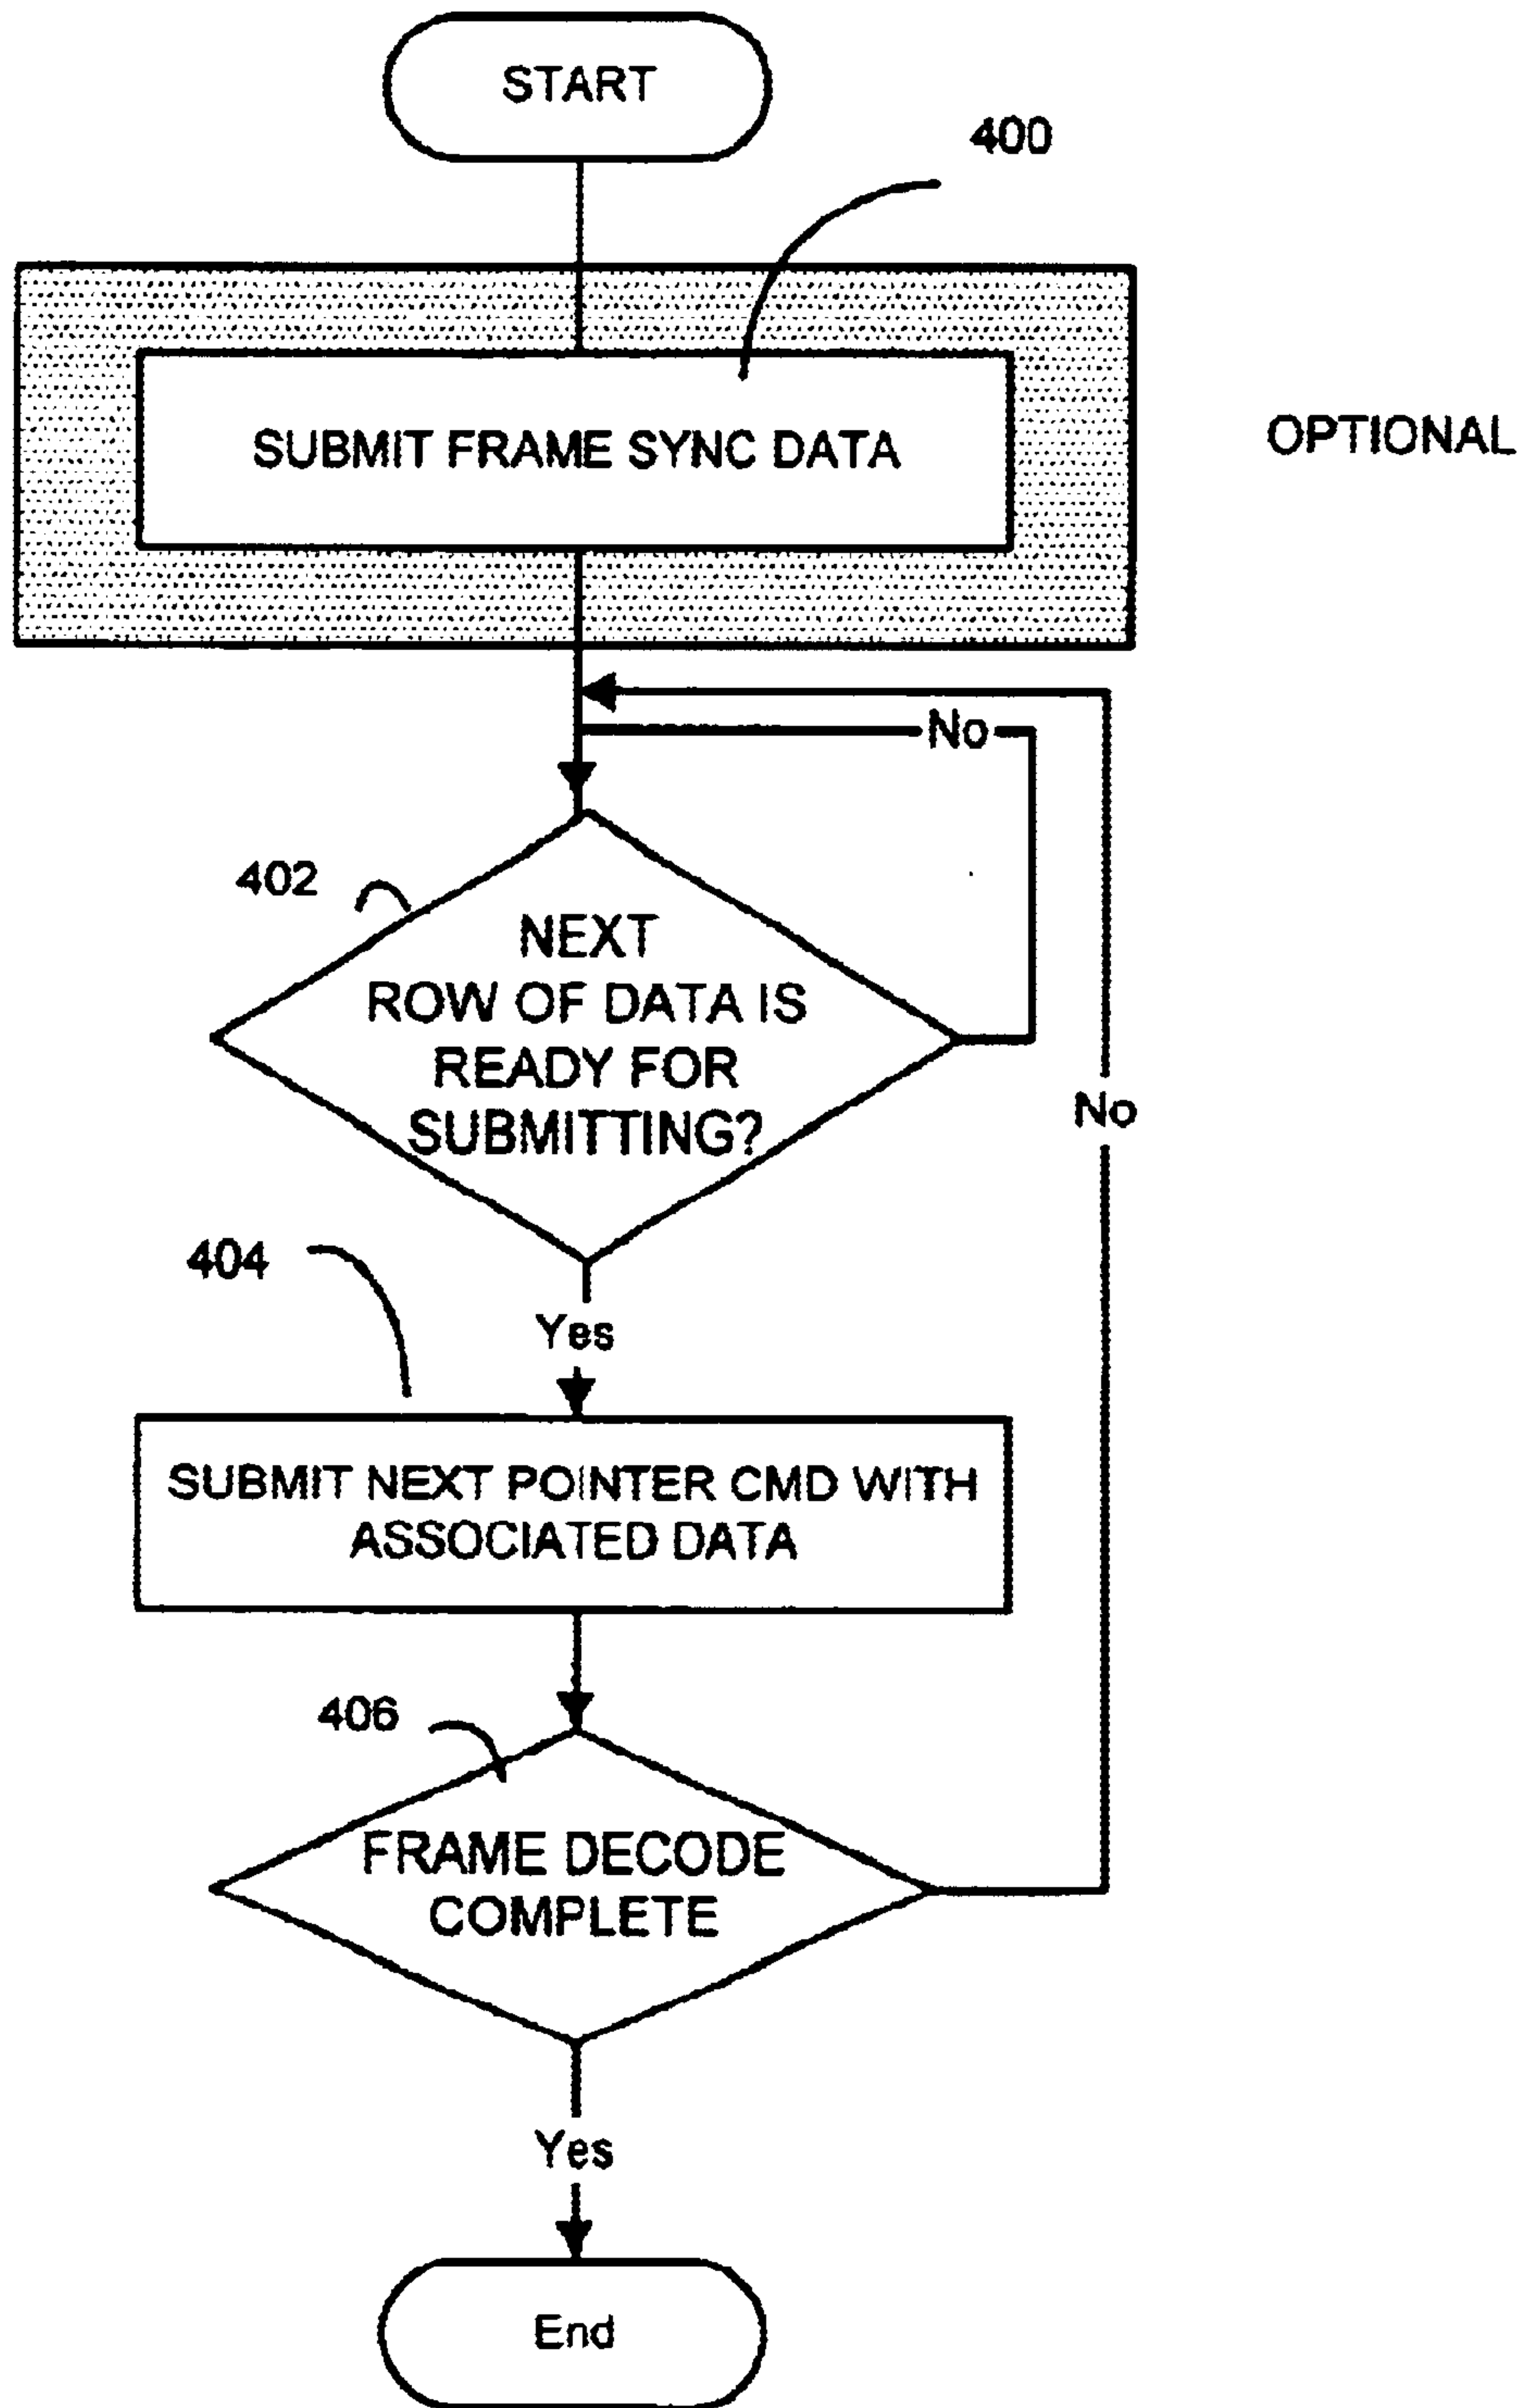 START
400
SUBMIT FRAME SYNC DATA
OPTIONAL
No
402
NEXT
ROW OF DATA IS
READY FOR
SUBMITTING?
No
404
Yes
SUBMIT NEXT POINTER CMD WITH
ASSOCIATED DATA
406
FRAME DECODE
COMPLETE
Yes
End